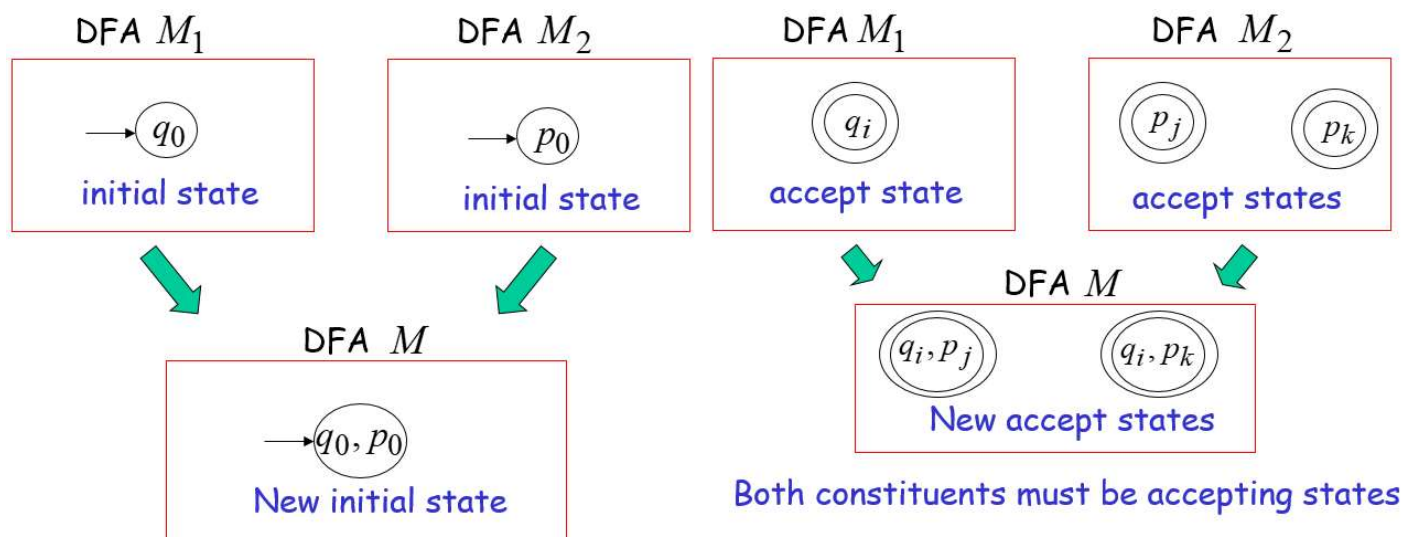 DFA M₁
q₀
initial state
DFA M₂
p₀
initial state
DFA M
q₀, p₀
New initial state
DFA M₁
qᵢ
accept state
DFA M₂
pⱼ
pₖ
accept states
DFA M
qᵢ, pⱼ
qᵢ, pₖ
New accept states
Both constituents must be accepting states